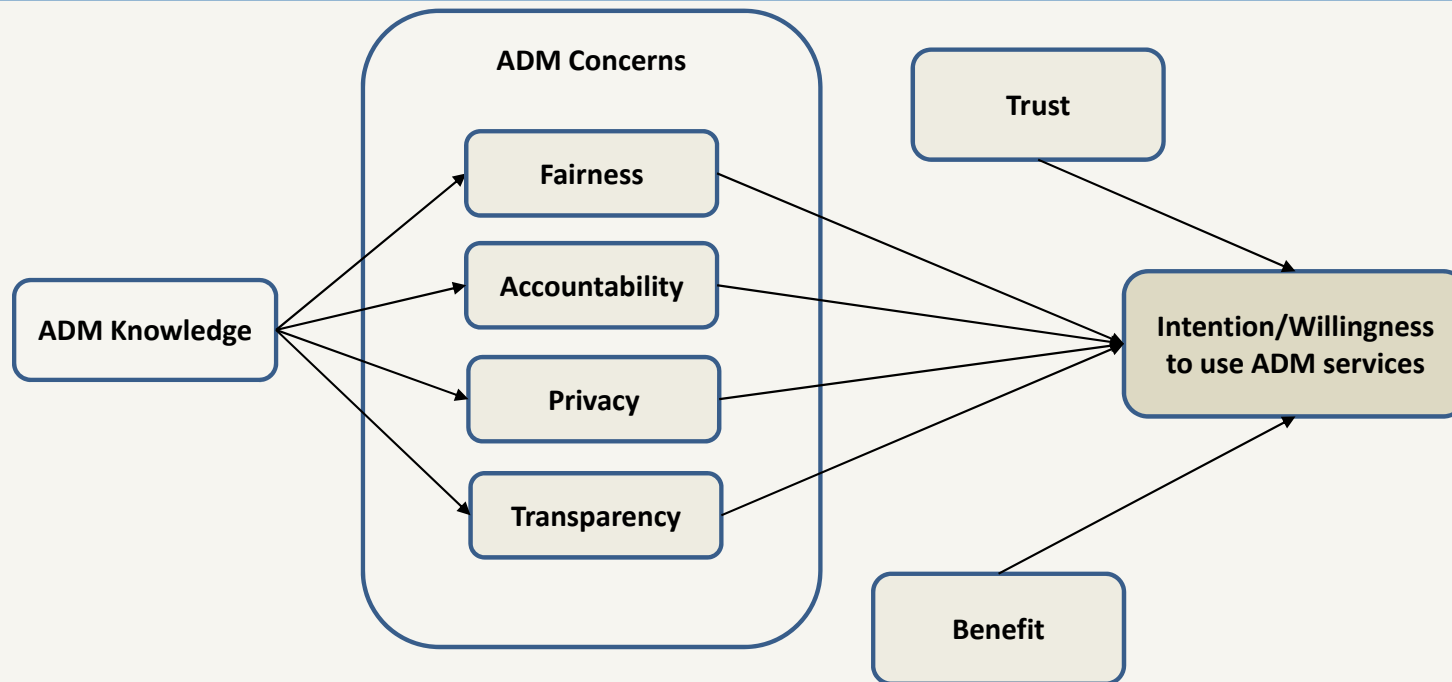 ADM Concerns
Trust
Fairness
Accountability
ADM Knowledge
Intention/Willingness
to use ADM services
Privacy
Transparency
Benefit